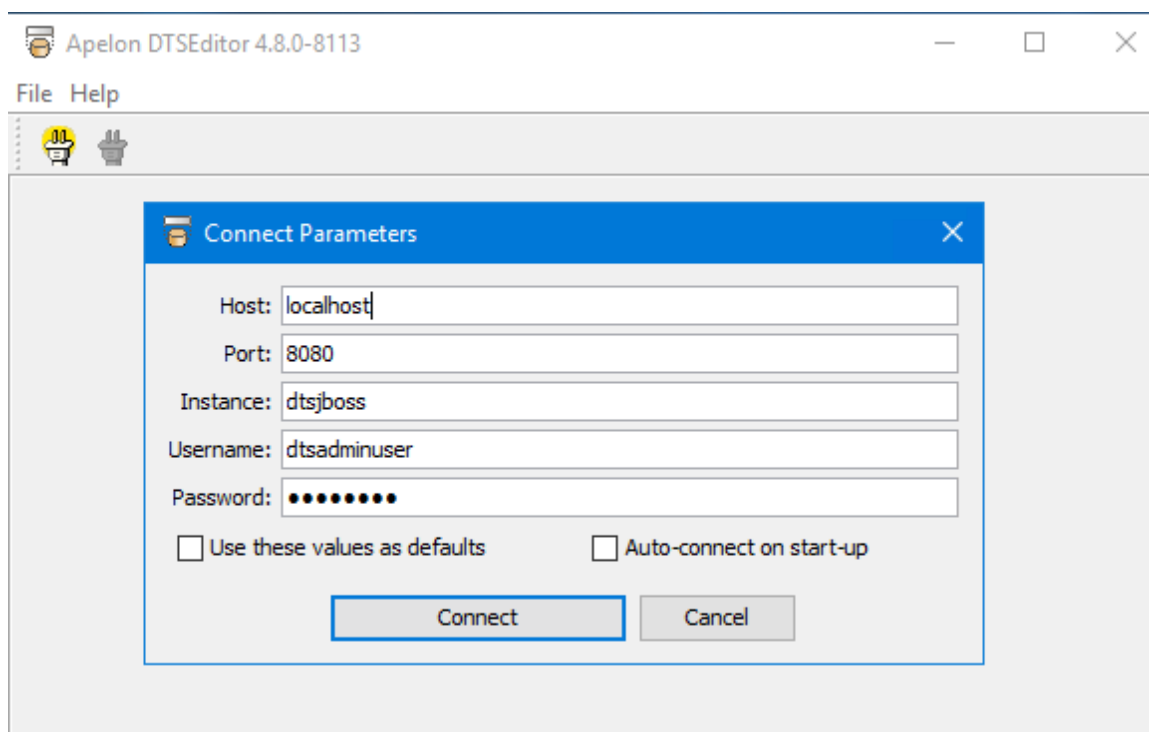 Apelon DTSEditor 4.8.0-8113
File Help
Connect Parameters
Host: localhost
Port: 8080
Instance: dtsjboss
Username: dtsadminuser
Password: ●●●●●●●●
Use these values as defaults Auto-connect on start-up
Connect Cancel